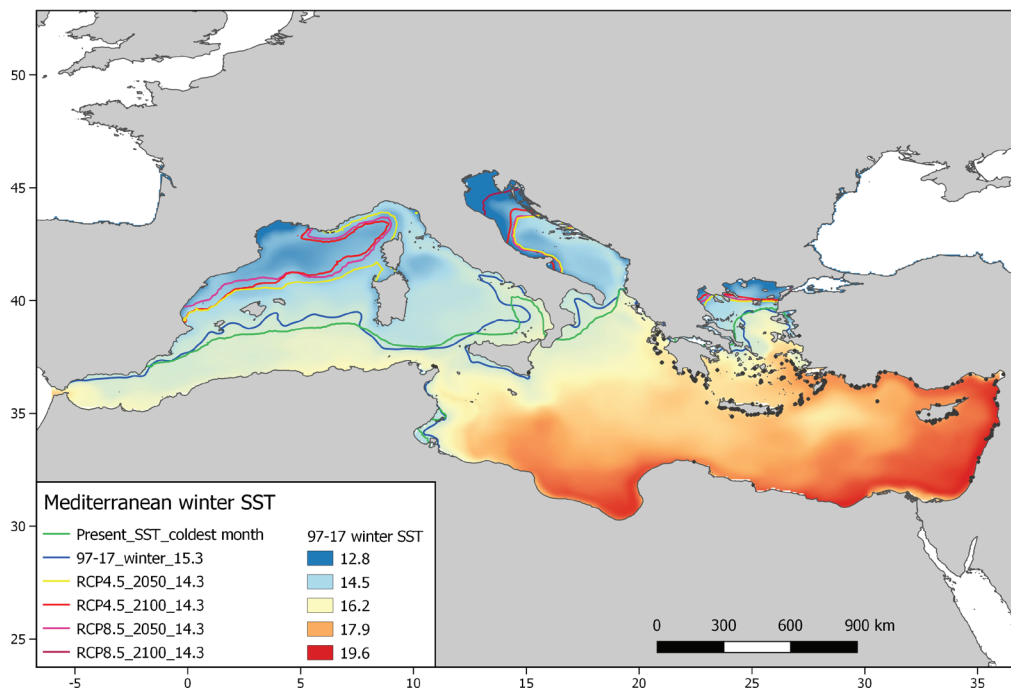 50
45
40
35
30
25
Mediterranean winter SST
Present_SST_coldest month
97-17_winter_15.3
RCP4.5_2050_14.3
RCP4.5_2100_14.3
RCP8.5_2050_14.3
RCP8.5_2100_14.3
97-17 winter SST
12.8
14.5
16.2
17.9
19.6
0 300 600 900 km
-5 0 5 10 15 20 25 30 35